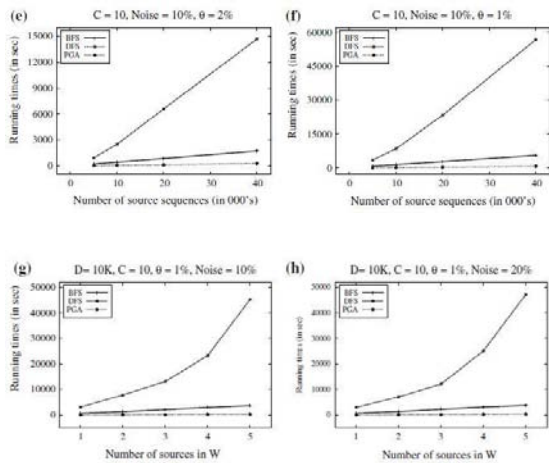 (e) C = 10, Noise = 10%, θ = 2%
15000
12000
9000
6000
3000
0
Running times (in sec)
BFS
DFS
PGA
0 10 20 30 40
Number of source sequences (in 000's)
(f) C = 10, Noise = 10%, θ = 1%
60000
45000
30000
15000
0
Running times (in sec)
BFS
DFS
PGA
0 10 20 30 40
Number of source sequences (in 000's)
(g) D= 10K, C = 10, θ = 1%, Noise = 10%
50000
40000
30000
20000
10000
0
Running times (in sec)
BFS
DFS
PGA
1 2 3 4 5
Number of sources in W
(h) D= 10K, C = 10, θ = 1%, Noise = 20%
50000
40000
30000
20000
10000
0
Running times (in sec)
BFS
DFS
PGA
1 2 3 4 5
Number of sources in W